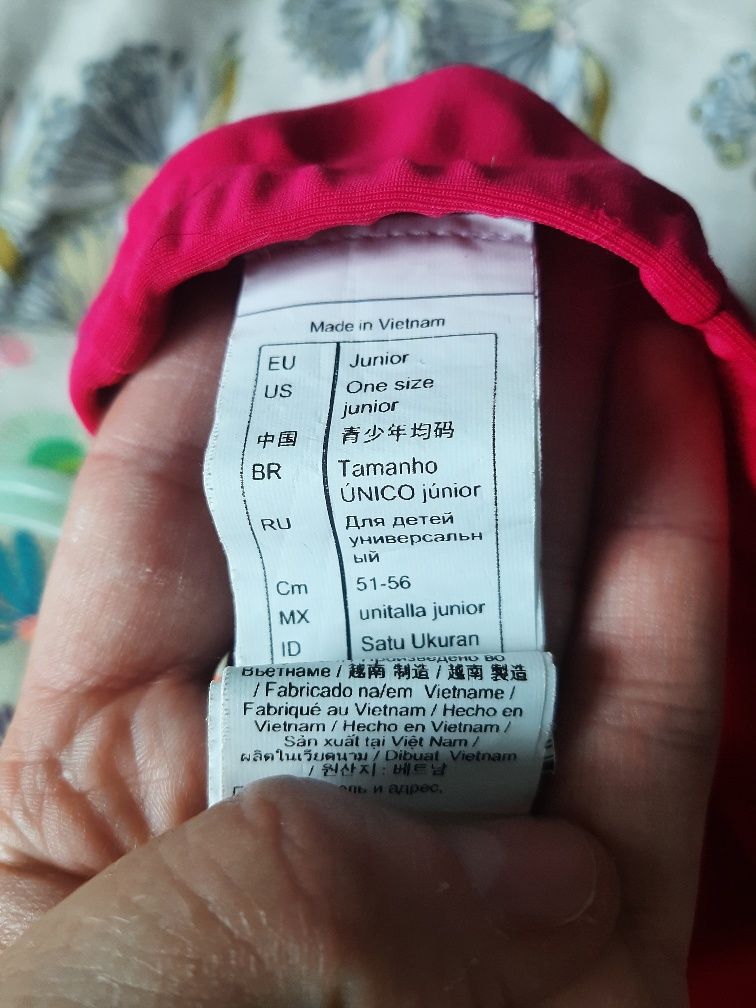 Made in Vietnam
EU Junior
US One size
junior
中国 青少年均码
BR Tamanho
ÚNICO júnior
RU Для детей
универсальн
ый
Cm 51-56
MX unitalla junior
ID Satu Ukuran
Вьетнаме / 越南 制造 / 越南 製造
/ Fabricado na/em Vietname /
Fabriqué au Vietnam / Hecho en
Vietnam / Hecho en Vietnam /
Sản xuất tại Việt Nam /
ผลิตในเวียดนาม / Dibuat Vietnam
/ 원산지 : 베트남
и адрес.